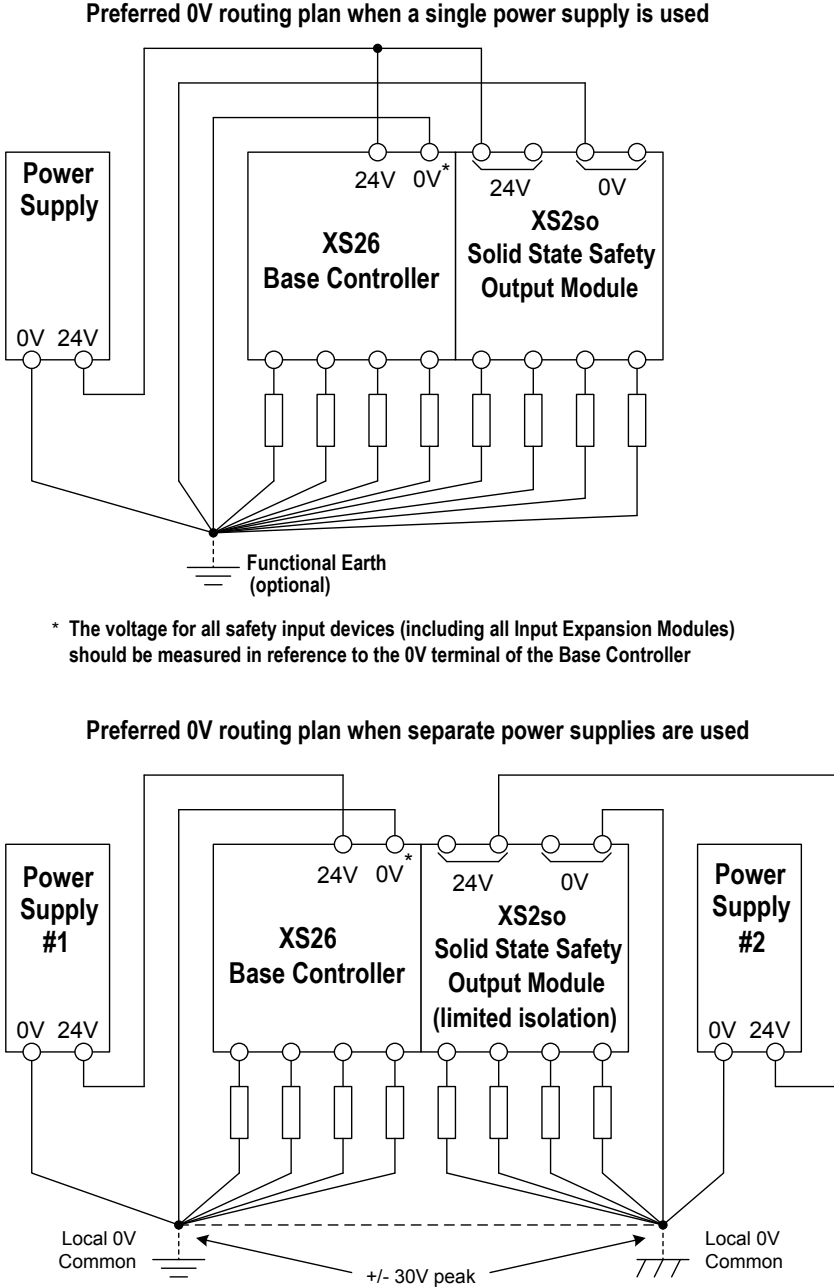 Preferred 0V routing plan when a single power supply is used
Power
Supply
0V 24V
24V 0V*
XS26
Base Controller
24V 0V
XS2so
Solid State Safety
Output Module
Functional Earth
(optional)
* The voltage for all safety input devices (including all Input Expansion Modules)
should be measured in reference to the 0V terminal of the Base Controller
Preferred 0V routing plan when separate power supplies are used
Power
Supply
#1
0V 24V
24V 0V*
XS26
Base Controller
24V 0V
XS2so
Solid State Safety
Output Module
(limited isolation)
Power
Supply
#2
0V 24V
Local 0V
Common
+/- 30V peak
Local 0V
Common